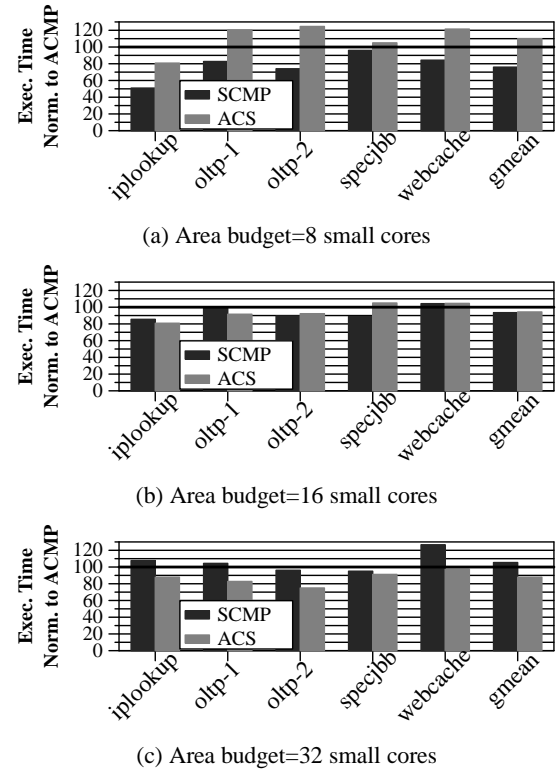 Exec. Time
Norm. to ACMP
120
100
80
60
40
20
0
SCMP
ACS
iplookup
oltp-1
oltp-2
specjbb
webcache
gmean
(a) Area budget=8 small cores
Exec. Time
Norm. to ACMP
120
100
80
60
40
20
0
SCMP
ACS
iplookup
oltp-1
oltp-2
specjbb
webcache
gmean
(b) Area budget=16 small cores
Exec. Time
Norm. to ACMP
120
100
80
60
40
20
0
SCMP
ACS
iplookup
oltp-1
oltp-2
specjbb
webcache
gmean
(c) Area budget=32 small cores